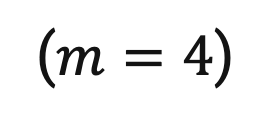 (m = 4)